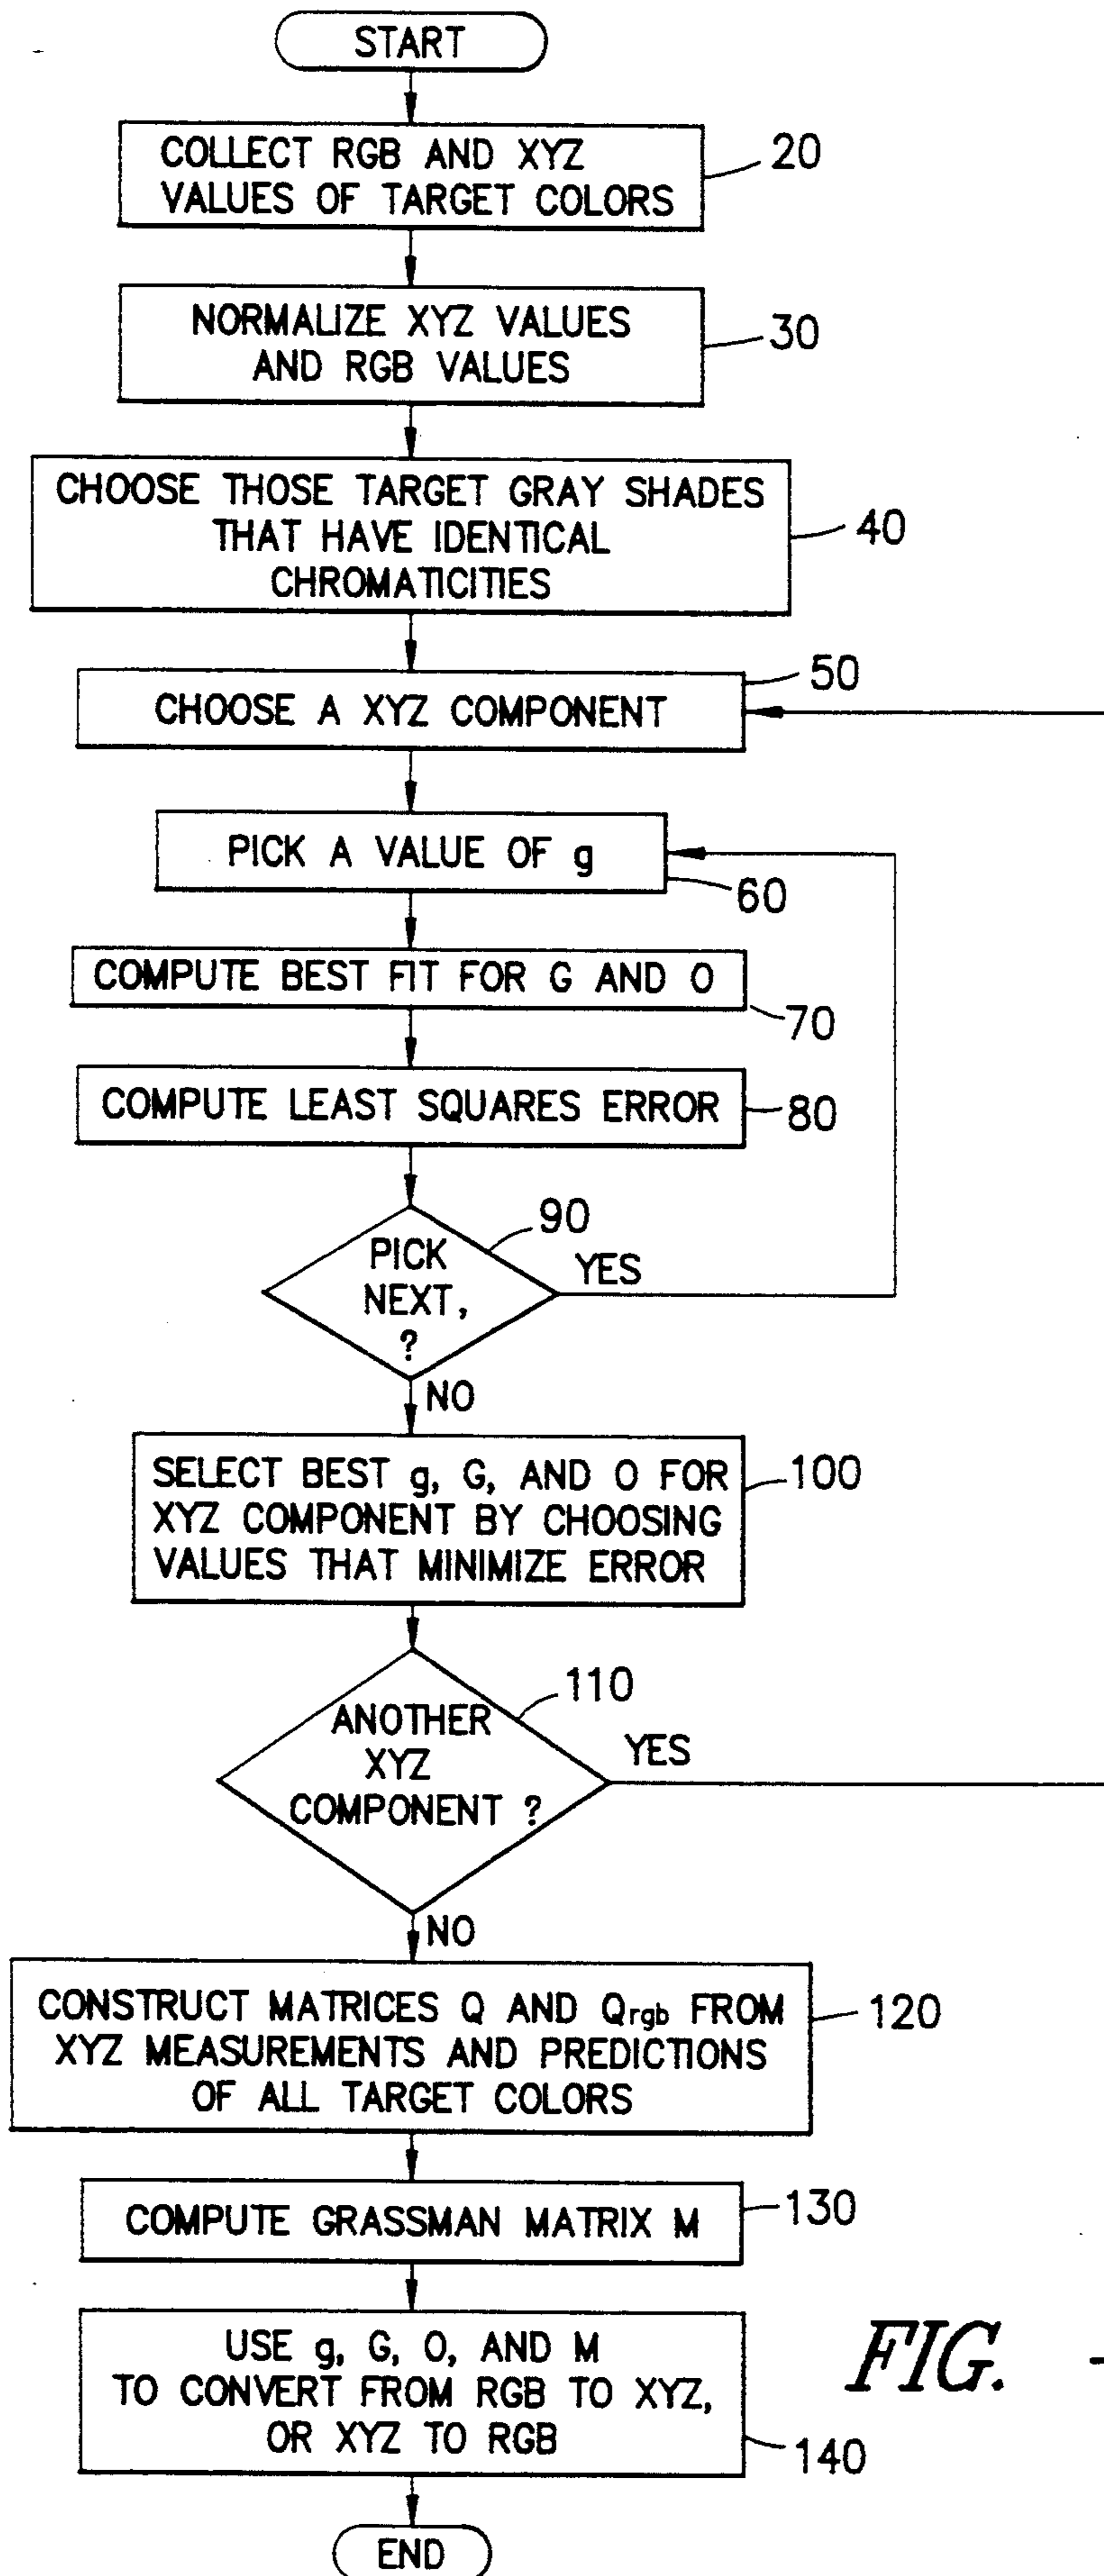 START
COLLECT RGB AND XYZ
VALUES OF TARGET COLORS
20
NORMALIZE XYZ VALUES
AND RGB VALUES
30
CHOOSE THOSE TARGET GRAY SHADES
THAT HAVE IDENTICAL
CHROMATICITIES
40
CHOOSE A XYZ COMPONENT
50
PICK A VALUE OF g
60
COMPUTE BEST FIT FOR G AND O
70
COMPUTE LEAST SQUARES ERROR
80
PICK
NEXT,
?
90
YES
NO
SELECT BEST g, G, AND O FOR
XYZ COMPONENT BY CHOOSING
VALUES THAT MINIMIZE ERROR
100
ANOTHER
XYZ
COMPONENT ?
110
YES
NO
CONSTRUCT MATRICES Q AND Qrgb FROM
XYZ MEASUREMENTS AND PREDICTIONS
OF ALL TARGET COLORS
120
COMPUTE GRASSMAN MATRIX M
130
USE g, G, O, AND M
TO CONVERT FROM RGB TO XYZ,
OR XYZ TO RGB
140
FIG.
END